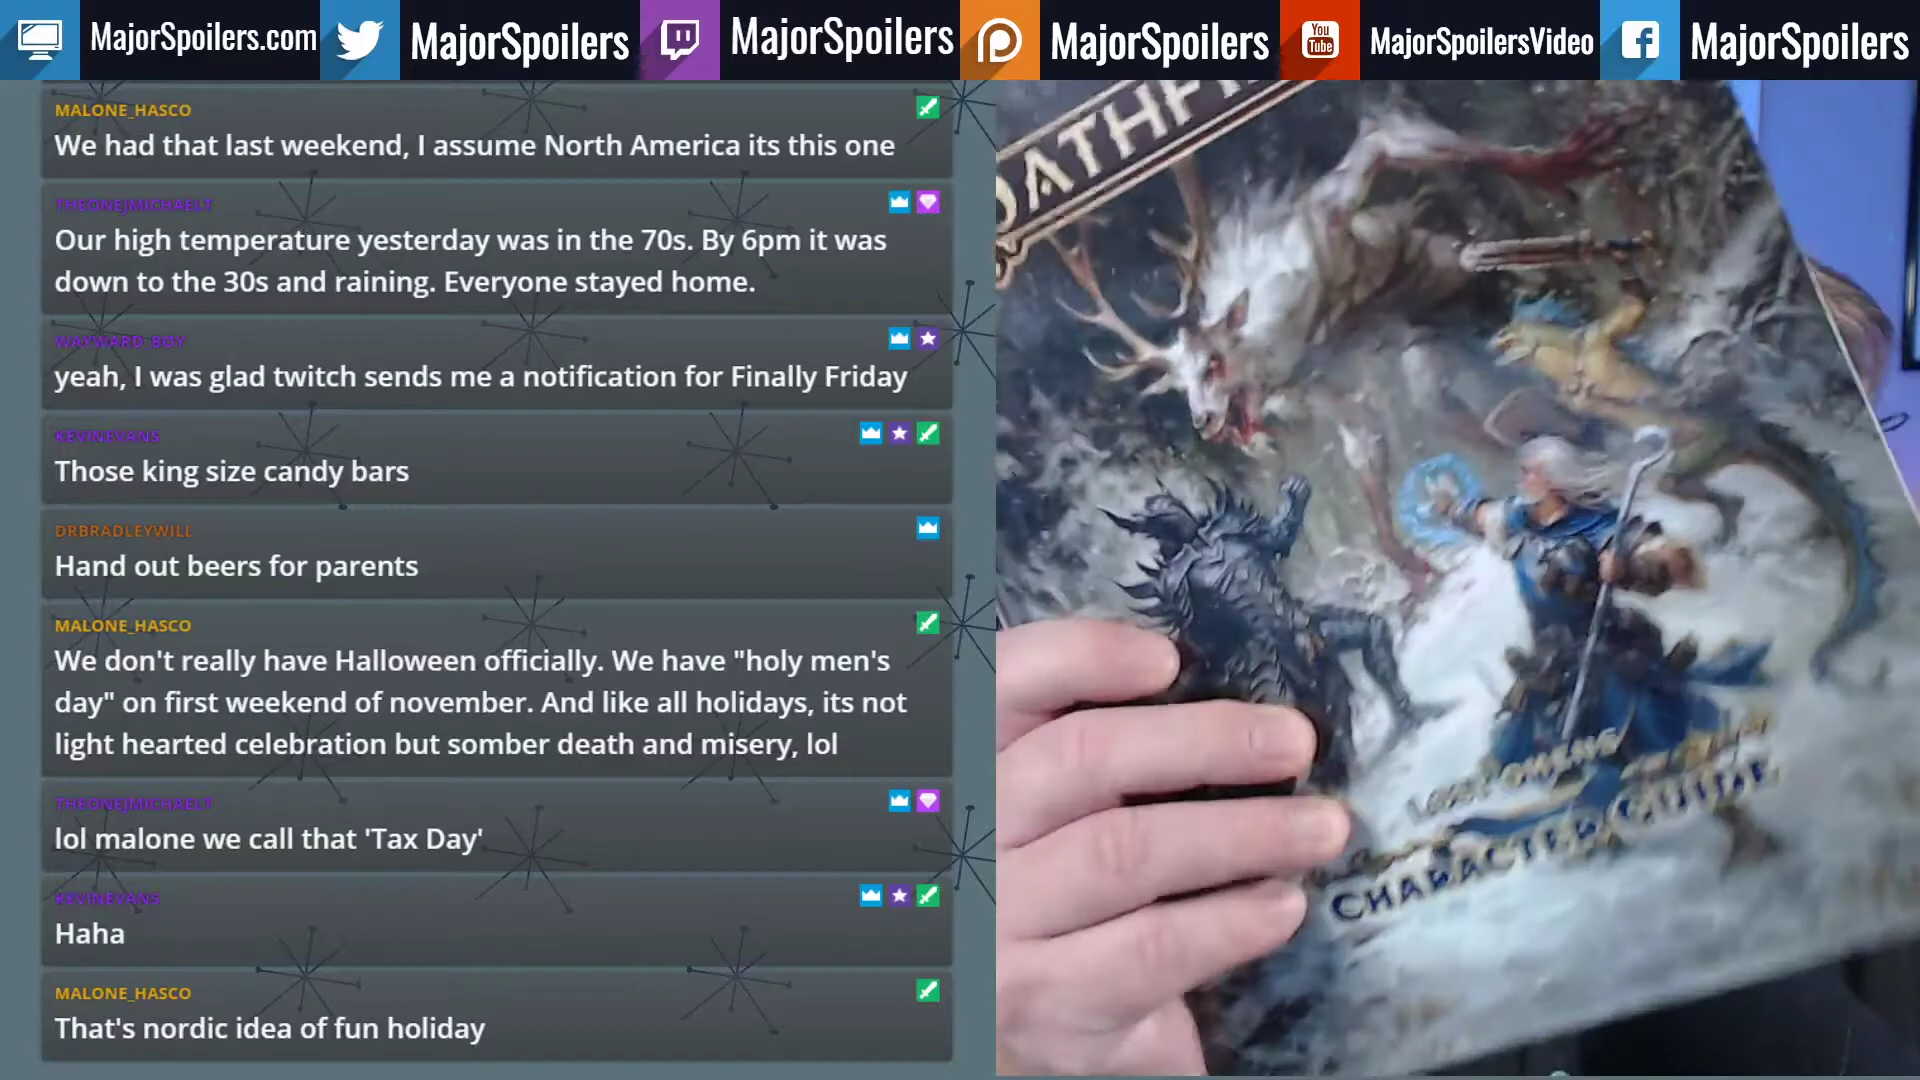 MajorSpoilers.com
MajorSpoilers
MajorSpoilers
MajorSpoilers
You Tube
MajorSpoilersVideo
MajorSpoilers
MALONE_HASCO
We had that last weekend, I assume North America its this one
THEONEJMICHAELT
Our high temperature yesterday was in the 70s. By 6pm it was
down to the 30s and raining. Everyone stayed home.
WAYWARD_BOY
yeah, I was glad twitch sends me a notification for Finally Friday
KEVINEVANS
Those king size candy bars
DRBRADLEYWILL
Hand out beers for parents
MALONE_HASCO
We don't really have Halloween officially. We have "holy men's
day" on first weekend of november. And like all holidays, its not
light hearted celebration but somber death and misery, lol
THEONEJMICHAELT
lol malone we call that 'Tax Day'
KEVINEVANS
Haha
MALONE_HASCO
That's nordic idea of fun holiday
LOST OMENS
CHARACTER GUIDE